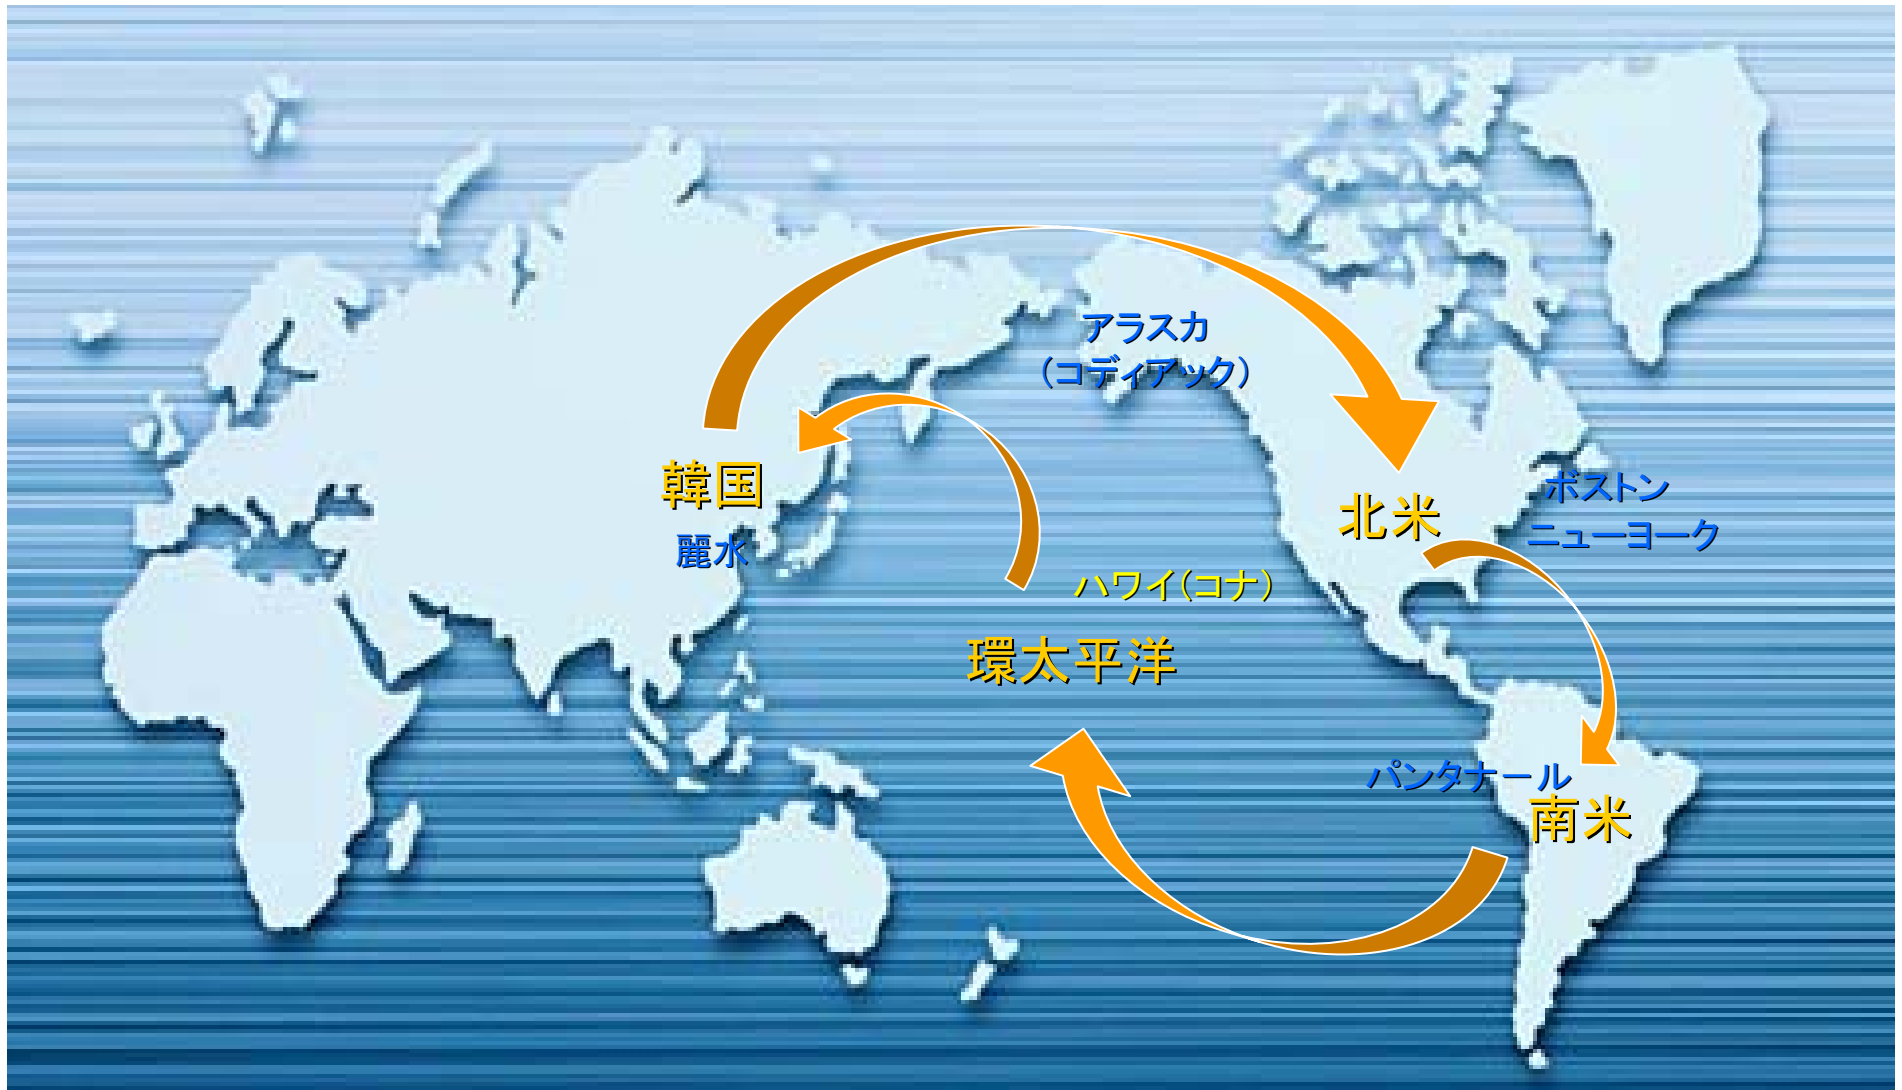 アラスカ
(コディアック)
韓国
麗水
北米
ボストン
ニューヨーク
ハワイ(コナ)
環太平洋
パンタナール
南米